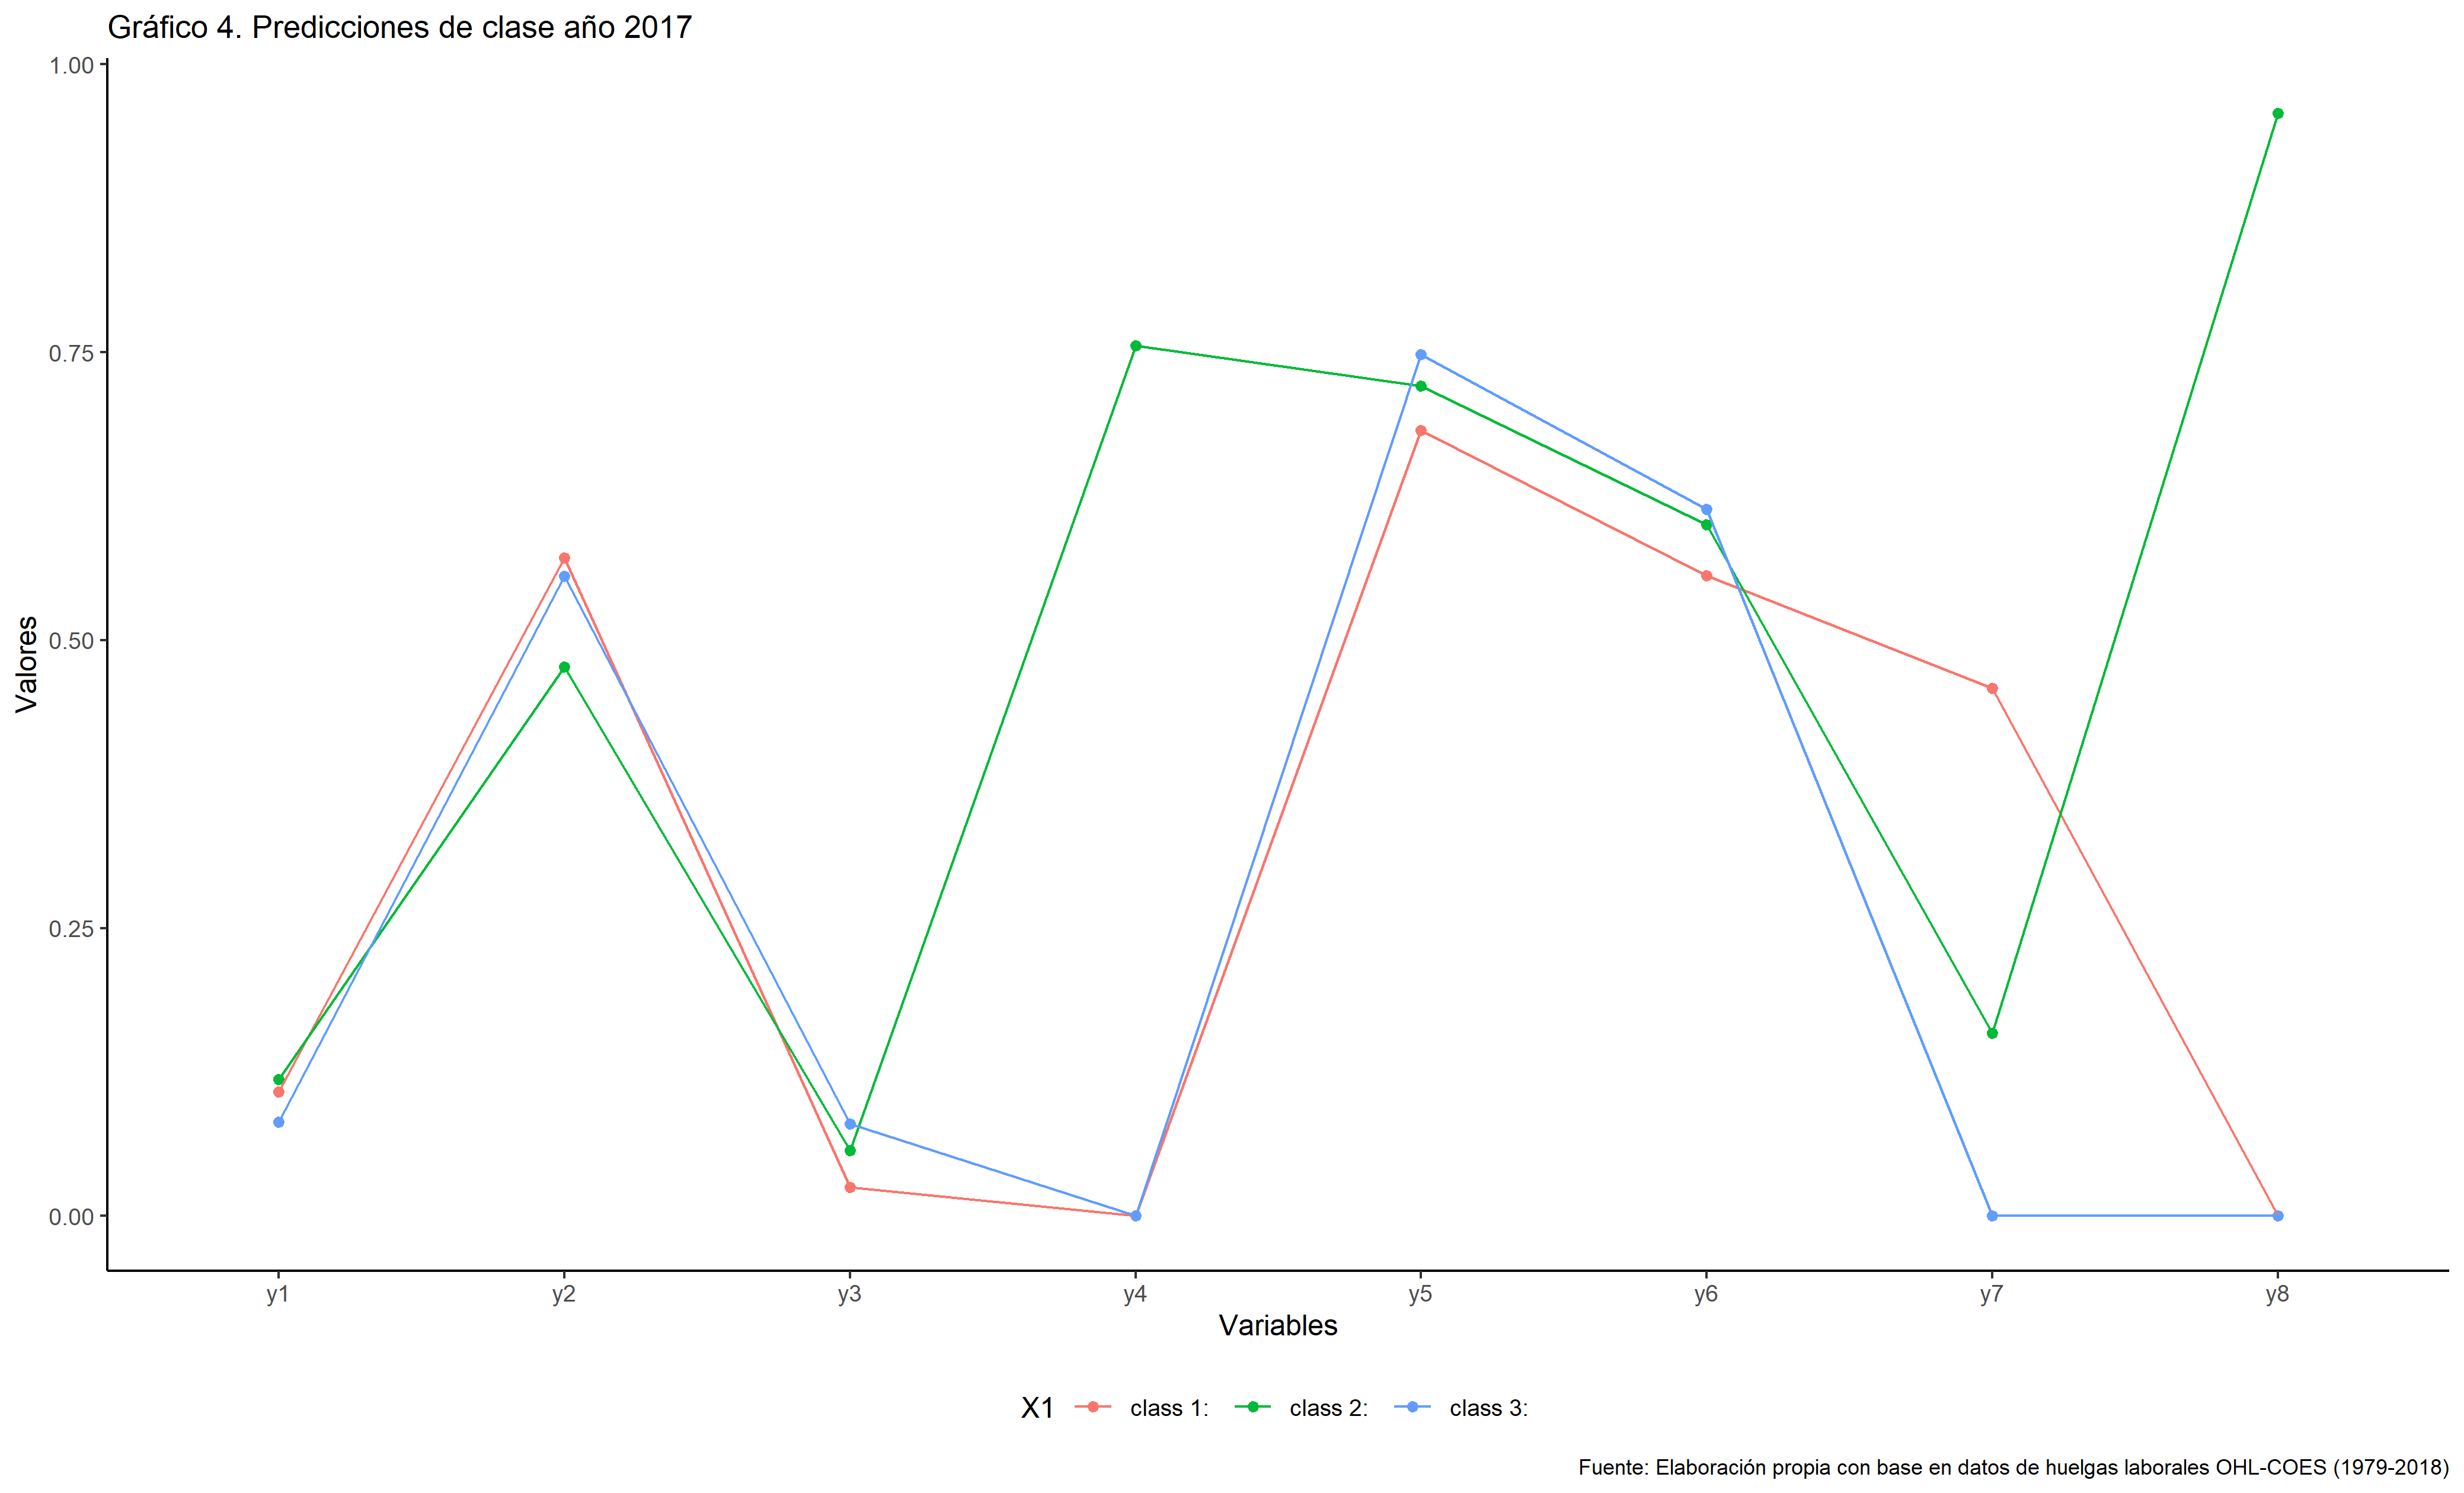 Gráfico 4. Predicciones de clase año 2017
1.00
0.75
0.50
0.25
0.00
Valores
y1 y2 y3 y4 y5 y6 y7 y8
Variables
X1 class 1: class 2: class 3:
Fuente: Elaboración propia con base en datos de huelgas laborales OHL-COES (1979-2018)